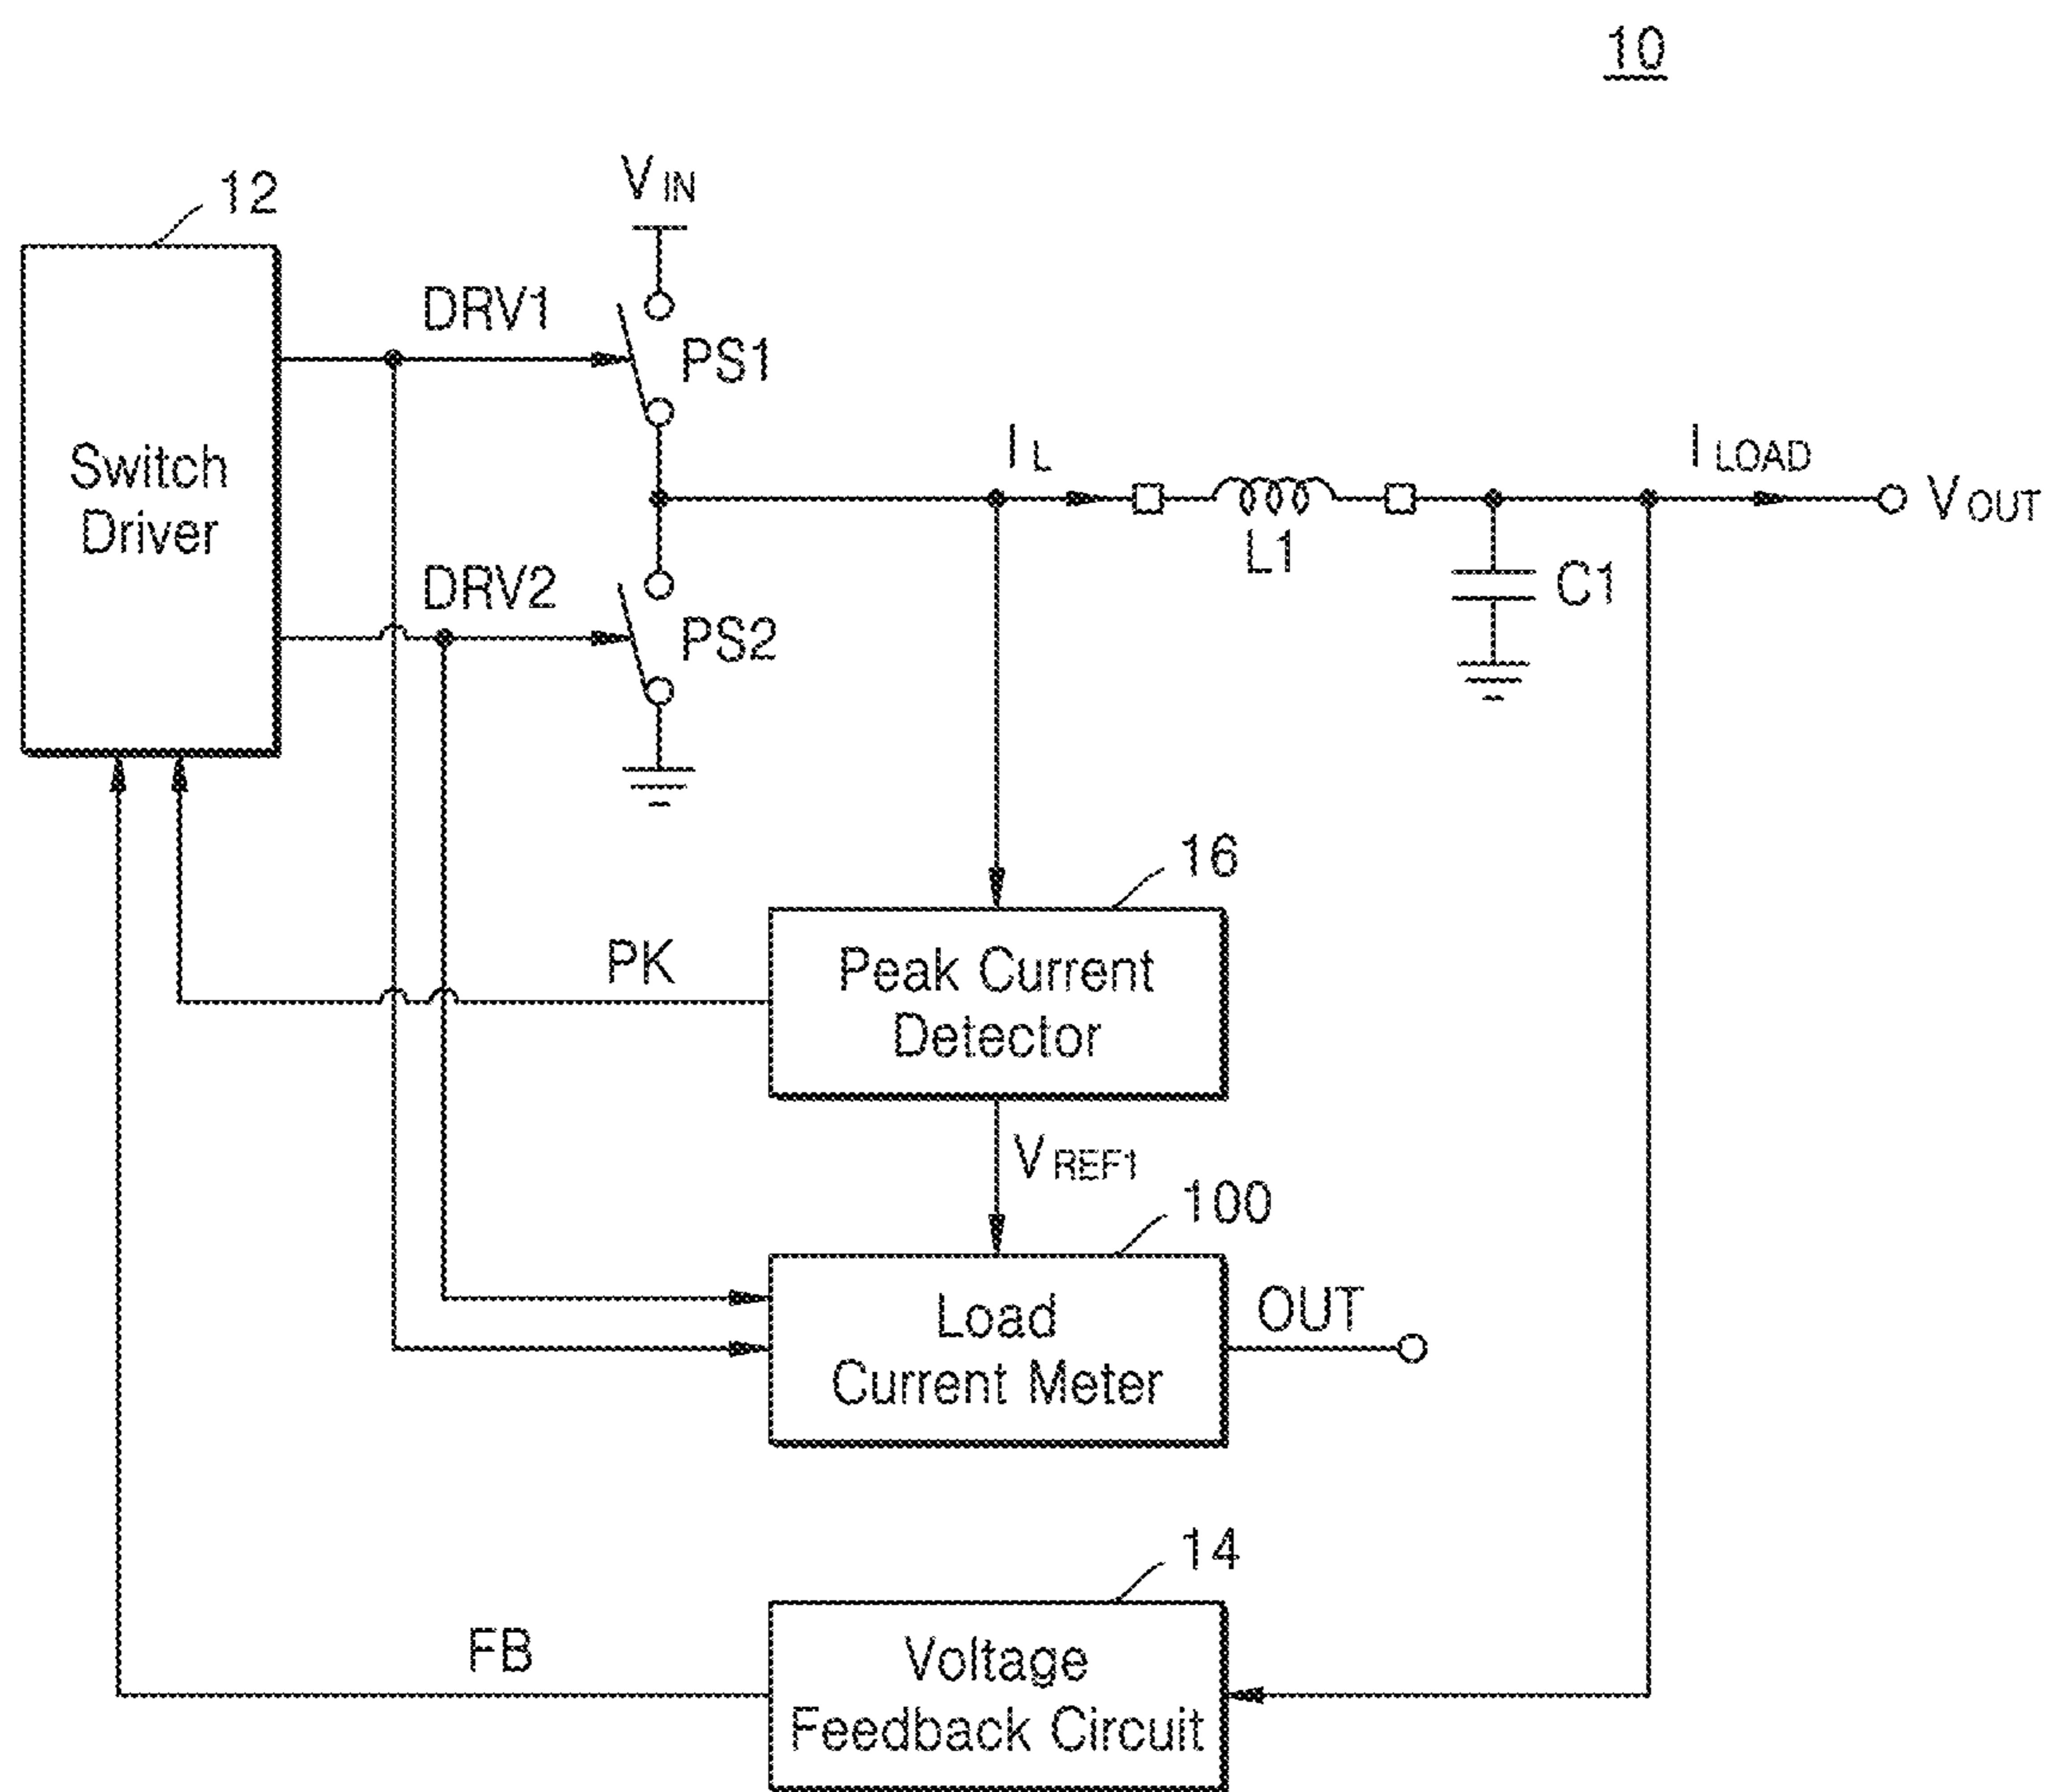 10
12
V IN
DRV1
PS1
Switch
Driver
I L
I LOAD
V OUT
L1
DRV2
C1
PS2
16
PK
Peak Current
Detector
V REF1
100
Load
Current Meter
OUT
14
FB
Voltage
Feedback Circuit